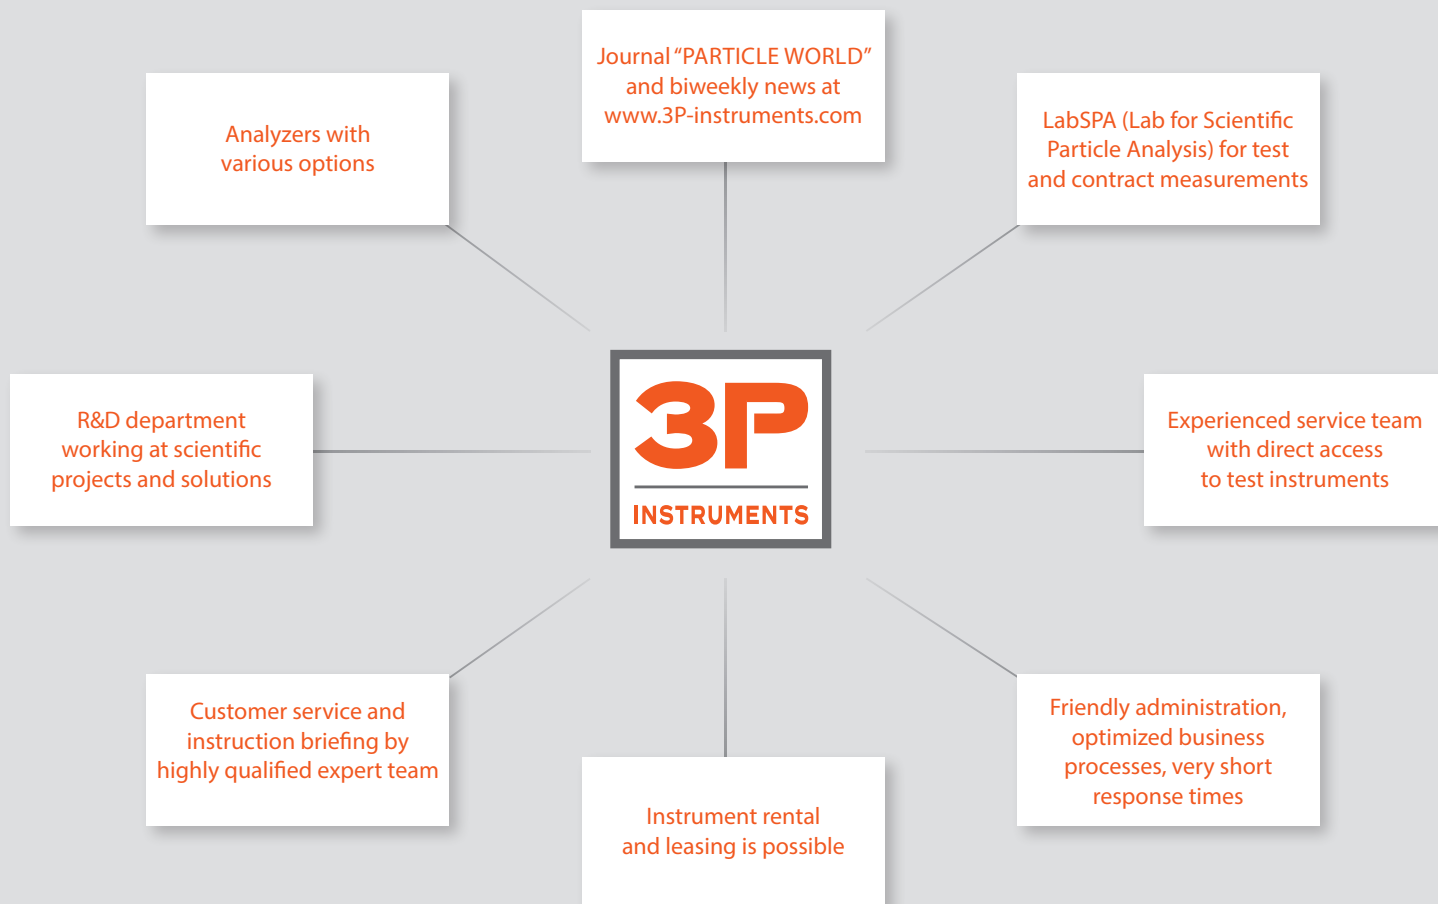 Journal “PARTICLE WORLD”
and biweekly news at
www.3P-instruments.com
Analyzers with
various options
LabSPA (Lab for Scientific
Particle Analysis) for test
and contract measurements
R&D department
working at scientific
projects and solutions
3P
INSTRUMENTS
Experienced service team
with direct access
to test instruments
Customer service and
instruction briefing by
highly qualified expert team
Instrument rental
and leasing is possible
Friendly administration,
optimized business
processes, very short
response times